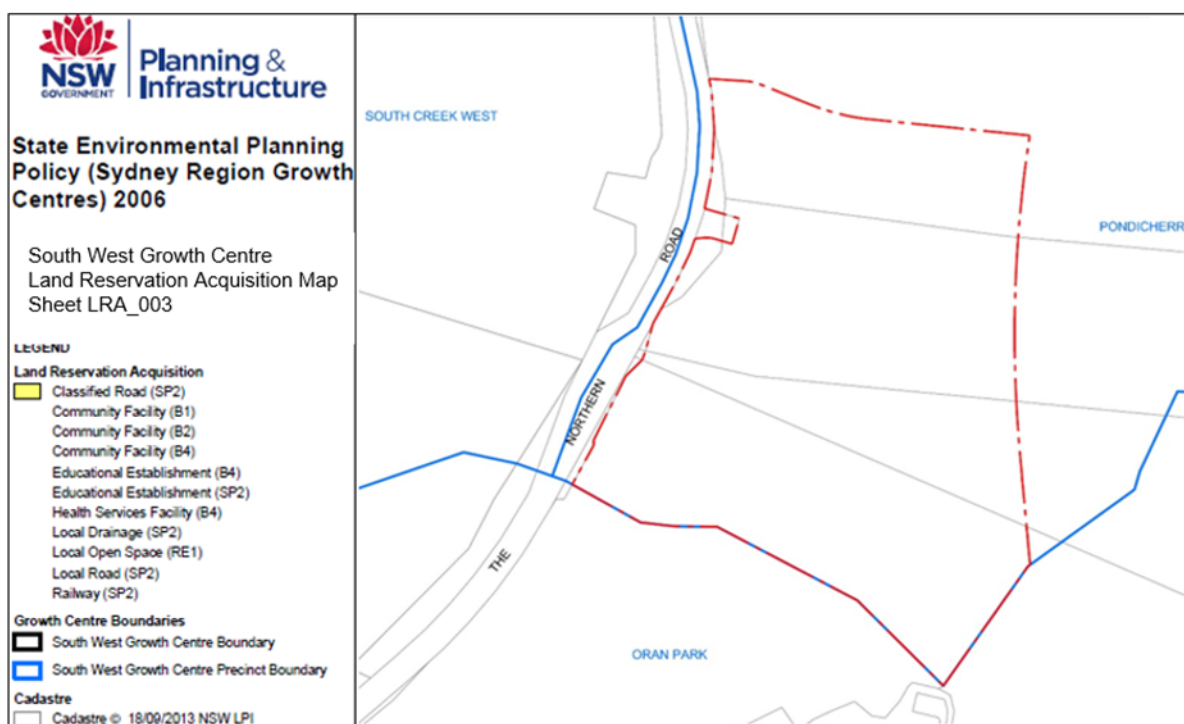 NSW
GOVERNMENT
Planning &
Infrastructure
State Environmental Planning
Policy (Sydney Region Growth
Centres) 2006
South West Growth Centre
Land Reservation Acquisition Map
Sheet LRA_003
LEGEND
Land Reservation Acquisition
Classified Road (SP2)
Community Facility (B1)
Community Facility (B2)
Community Facility (B4)
Educational Establishment (B4)
Educational Establishment (SP2)
Health Services Facility (B4)
Local Drainage (SP2)
Local Open Space (RE1)
Local Road (SP2)
Railway (SP2)
Growth Centre Boundaries
South West Growth Centre Boundary
South West Growth Centre Precinct Boundary
Cadastre
Cadastre © 18/09/2013 NSW LPI
SOUTH CREEK WEST
PONDICHERR
ROAD
NORTHERN
THE
ORAN PARK